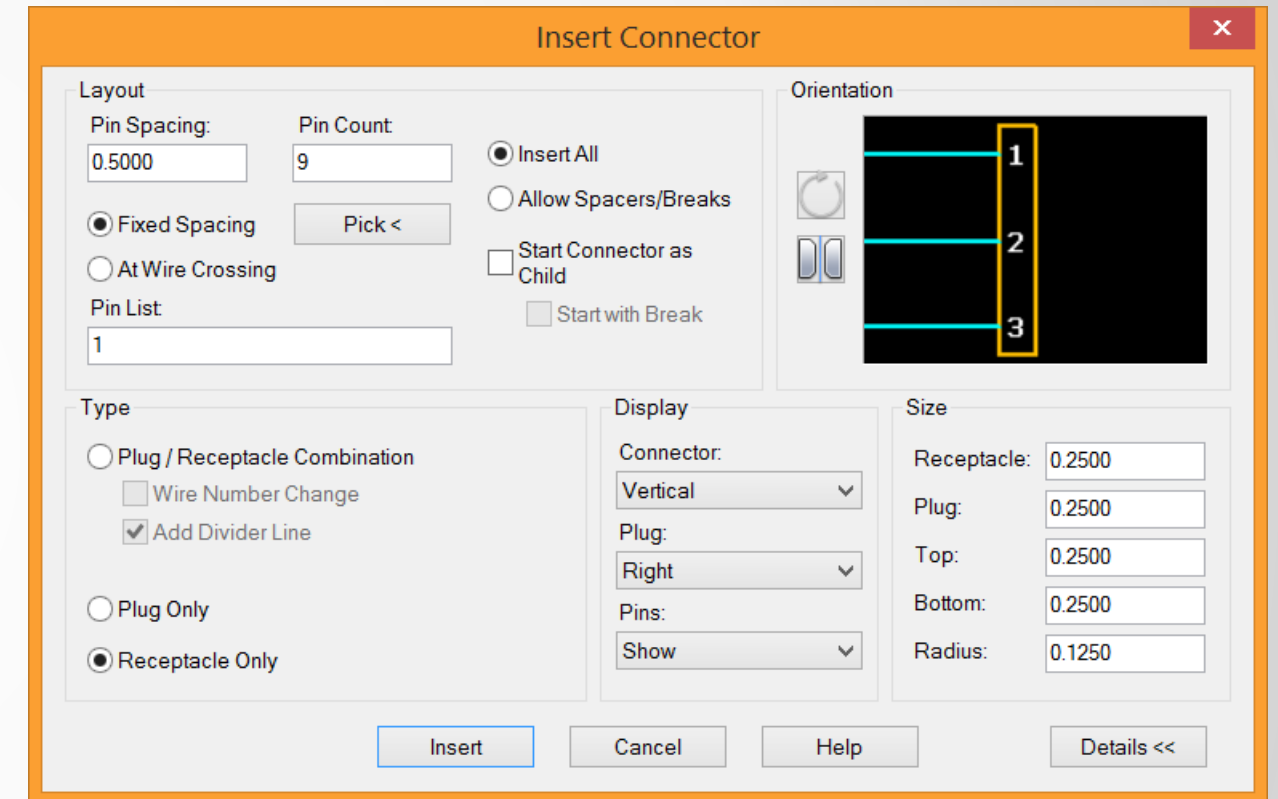 Insert Connector
x
Layout
Pin Spacing:
Pin Count:
0.5000
9
Insert All
Allow Spacers/Breaks
Fixed Spacing
Pick <
At Wire Crossing
Start Connector as
Child
Start with Break
Pin List:
1
Orientation
1
2
3
Type
Plug / Receptacle Combination
Wire Number Change
Add Divider Line
Plug Only
Receptacle Only
Display
Connector:
Vertical
Plug:
Right
Pins:
Show
Size
Receptacle: 0.2500
Plug: 0.2500
Top: 0.2500
Bottom: 0.2500
Radius: 0.1250
Insert
Cancel
Help
Details <<